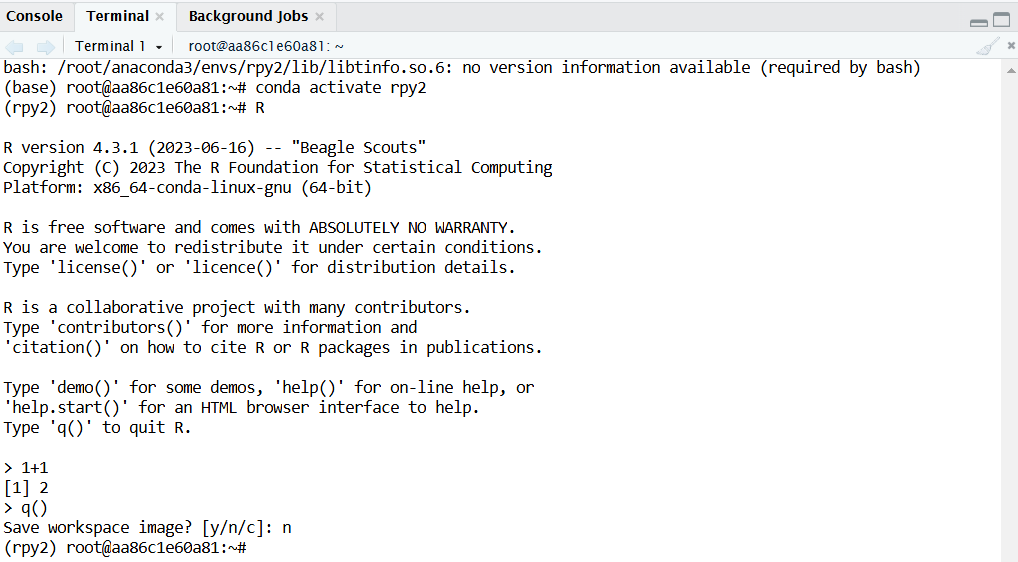 Console Terminal Background Jobs
Terminal 1 root@aa86c1e60a81: ~
bash: /root/anaconda3/envs/rpy2/lib/libtinfo.so.6: no version information available (required by bash)
(base) root@aa86c1e60a81:~# conda activate rpy2
(rpy2) root@aa86c1e60a81:~# R
R version 4.3.1 (2023-06-16) -- "Beagle Scouts"
Copyright (C) 2023 The R Foundation for Statistical Computing
Platform: x86_64-conda-linux-gnu (64-bit)
R is free software and comes with ABSOLUTELY NO WARRANTY.
You are welcome to redistribute it under certain conditions.
Type 'license()' or 'licence()' for distribution details.
R is a collaborative project with many contributors.
Type 'contributors()' for more information and
'citation()' on how to cite R or R packages in publications.
Type 'demo()' for some demos, 'help()' for on-line help, or
'help.start()' for an HTML browser interface to help.
Type 'q()' to quit R.
> 1+1
[1] 2
> q()
Save workspace image? [y/n/c]: n
(rpy2) root@aa86c1e60a81:~#